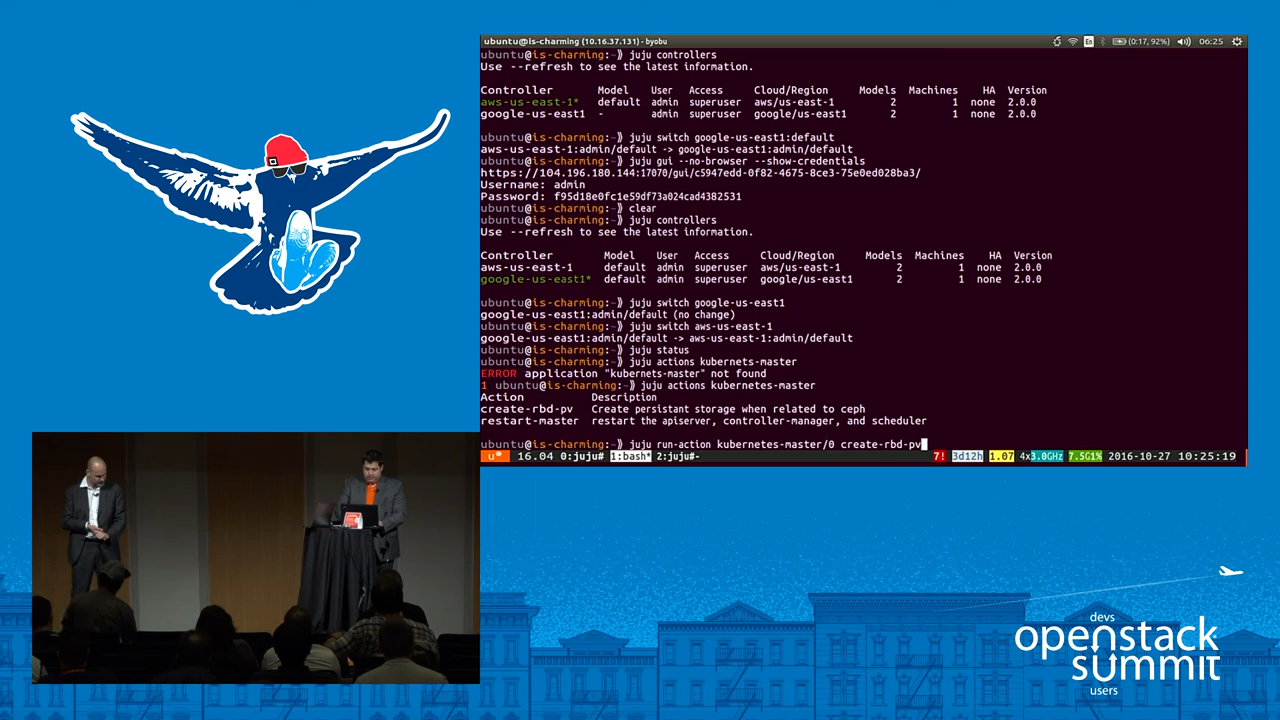 ubuntu@is-charming (10.16.37.131) - byobu
En (0:17, 92%) 06:25
ubuntu@is-charming:~⟫ juju controllers
Use --refresh to see the latest information.
Controller Model User Access Cloud/Region Models Machines HA Version
aws-us-east-1* default admin superuser aws/us-east-1 2 1 none 2.0.0
google-us-east1 - admin superuser google/us-east1 2 1 none 2.0.0
ubuntu@is-charming:~⟫ juju switch google-us-east1:default
aws-us-east-1:admin/default -> google-us-east1:admin/default
ubuntu@is-charming:~⟫ juju gui --no-browser --show-credentials
https://104.196.180.144:17070/gui/c5947edd-0f82-4675-8ce3-75e0ed028ba3/
Username: admin
Password: f95d18e0fc1e59df73a024cad4382531
ubuntu@is-charming:~⟫ clear
ubuntu@is-charming:~⟫ juju controllers
Use --refresh to see the latest information.
Controller Model User Access Cloud/Region Models Machines HA Version
aws-us-east-1 default admin superuser aws/us-east-1 2 1 none 2.0.0
google-us-east1* default admin superuser google/us-east1 2 1 none 2.0.0
ubuntu@is-charming:~⟫ juju switch google-us-east1
google-us-east1:admin/default (no change)
ubuntu@is-charming:~⟫ juju switch aws-us-east-1
google-us-east1:admin/default -> aws-us-east-1:admin/default
ubuntu@is-charming:~⟫ juju status
ubuntu@is-charming:~⟫ juju actions kubernets-master
ERROR application "kubernets-master" not found
1 ubuntu@is-charming:~⟫ juju actions kubernetes-master
Action Description
create-rbd-pv Create persistant storage when related to ceph
restart-master restart the apiserver, controller-manager, and scheduler
ubuntu@is-charming:~⟫ juju run-action kubernetes-master/0 create-rbd-pv
u* 16.04 0:juju# 1:bash* 2:juju#- 7! 3d12h 1.07 4x3.0GHz 7.5G1% 2016-10-27 10:25:19
devs
openstack
summit
users